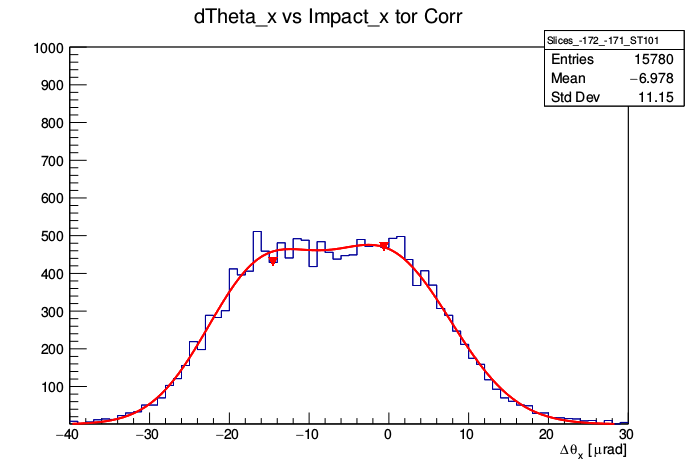 dTheta_x vs Impact_x tor Corr
Slices_-172_-171_ST101
Entries 15780
Mean −6.978
Std Dev 11.15
1000
900
800
700
600
500
400
300
200
100
−40 −30 −20 −10 0 10 20 30
Δθx [μrad]